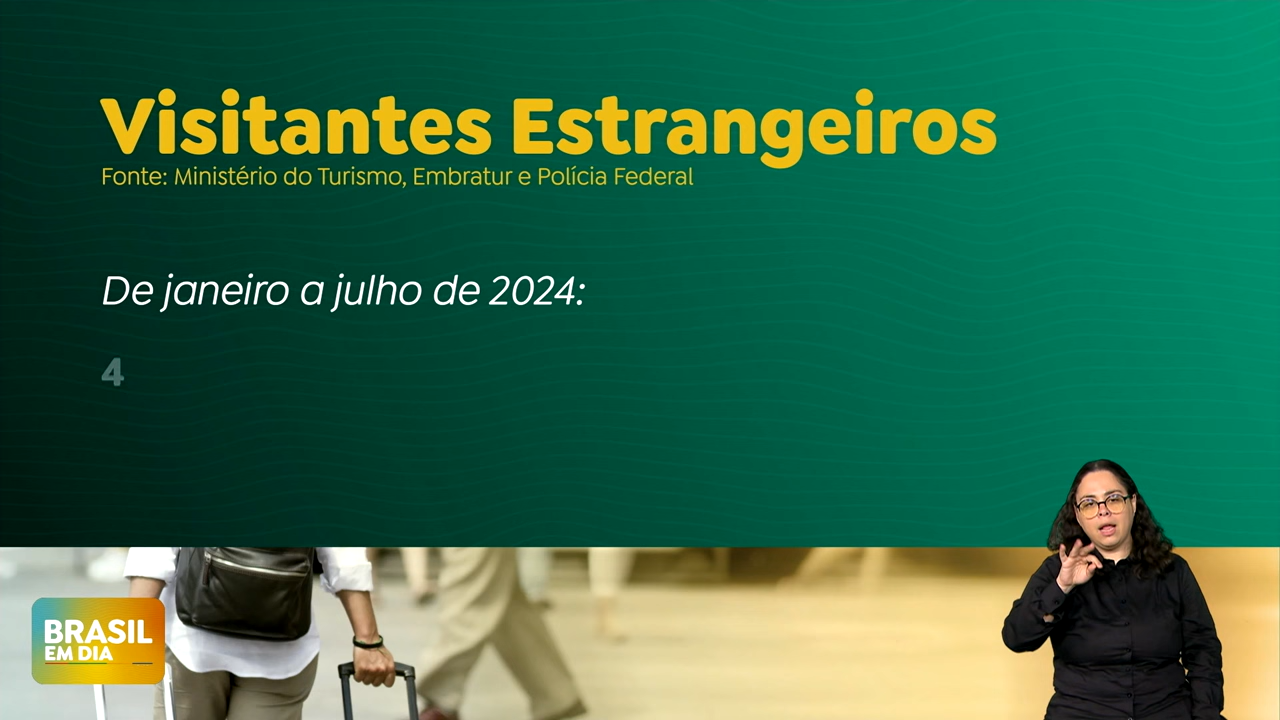 Visitantes Estrangeiros
Fonte: Ministério do Turismo, Embratur e Polícia Federal
De janeiro a julho de 2024:
4
BRASIL
EM DIA